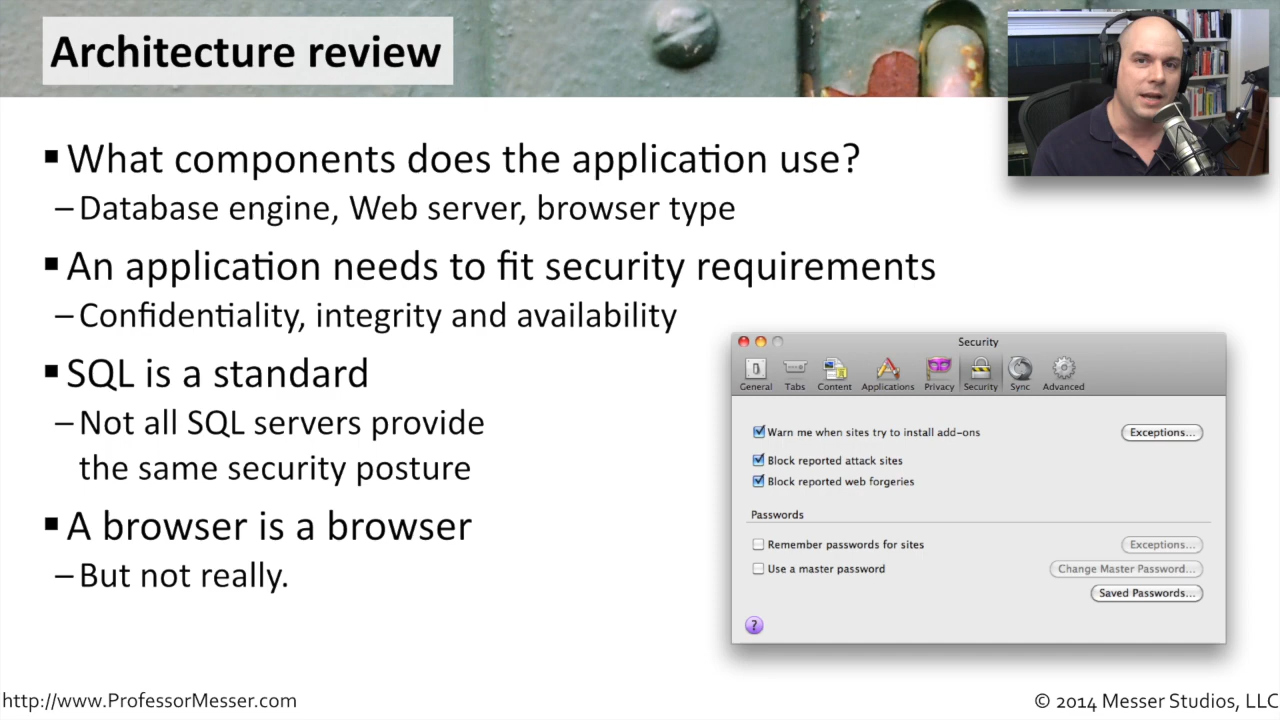 Architecture review
▪ What components does the application use?
– Database engine, Web server, browser type
▪ An application needs to fit security requirements
– Confidentiality, integrity and availability
▪ SQL is a standard
– Not all SQL servers provide
the same security posture
▪ A browser is a browser
– But not really.
Security
General Tabs Content Applications Privacy Security Sync Advanced
Warn me when sites try to install add-ons Exceptions...
Block reported attack sites
Block reported web forgeries
Passwords
Remember passwords for sites Exceptions...
Use a master password Change Master Password...
Saved Passwords...
?
http://www.ProfessorMesser.com
© 2014 Messer Studios, LLC